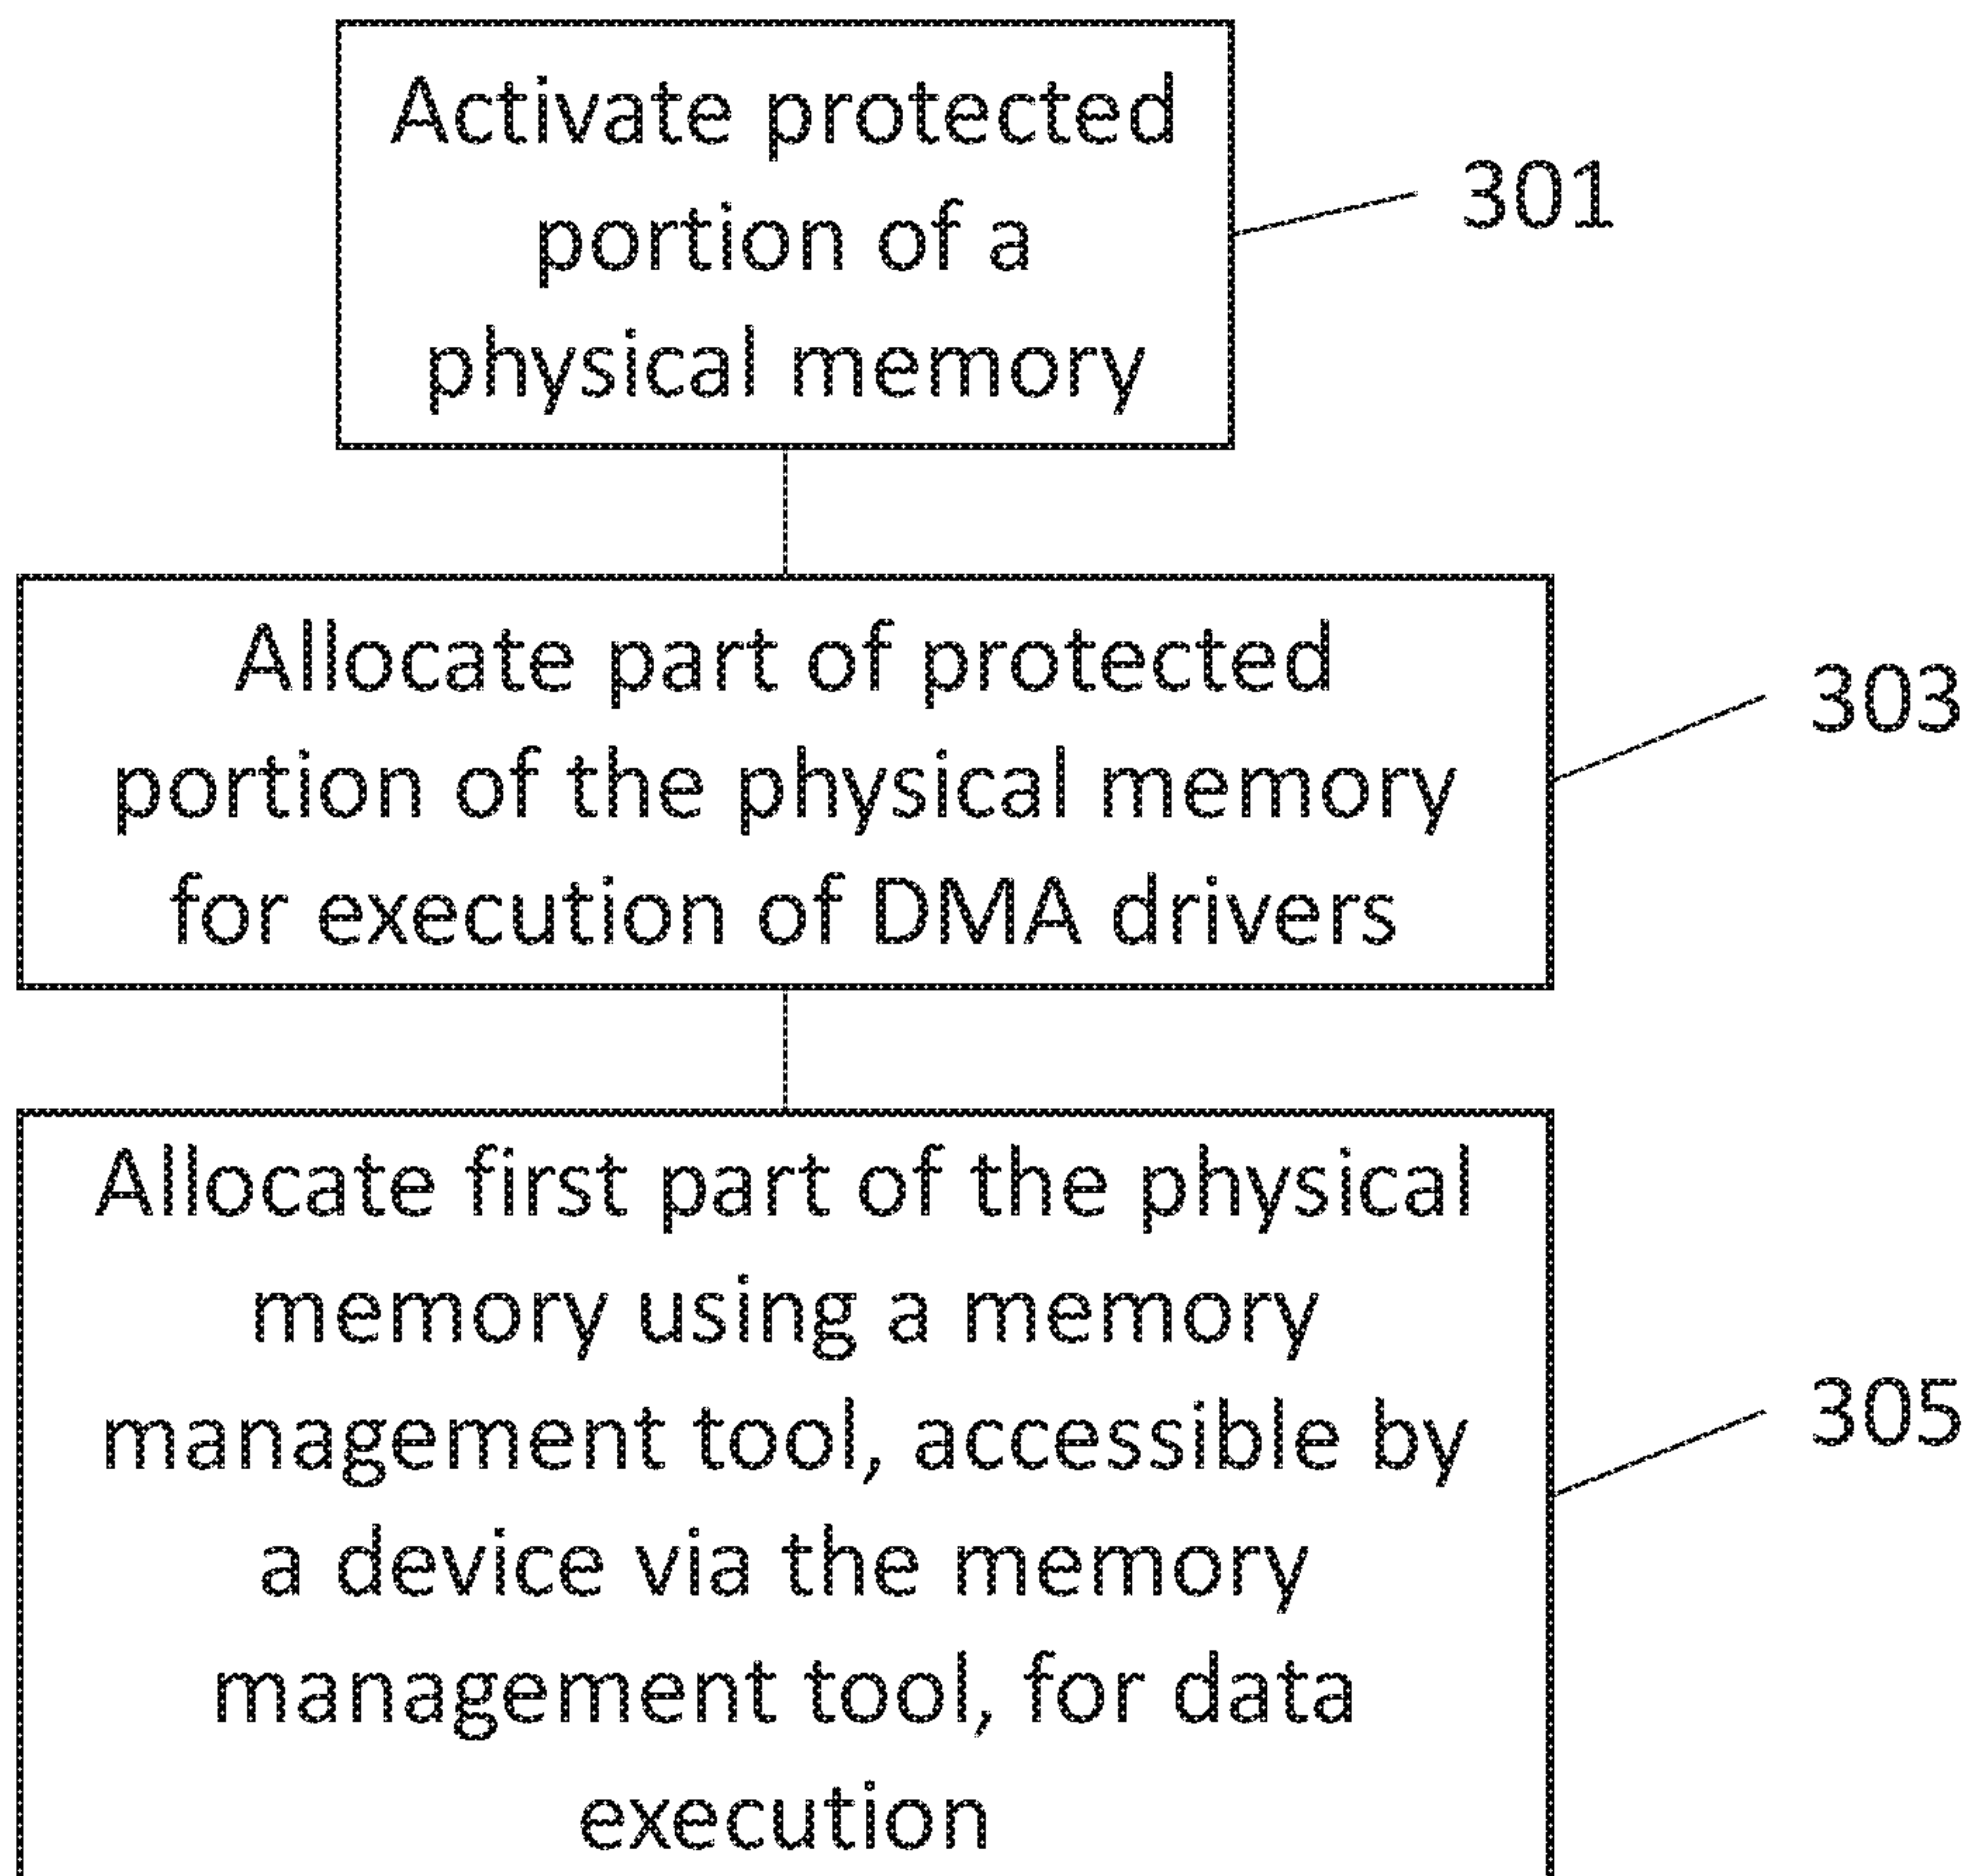 Activate protected
portion of a
physical memory
301
Allocate part of protected
portion of the physical memory
for execution of DMA drivers
303
Allocate first part of the physical
memory using a memory
management tool, accessible by
a device via the memory
management tool, for data
execution
305